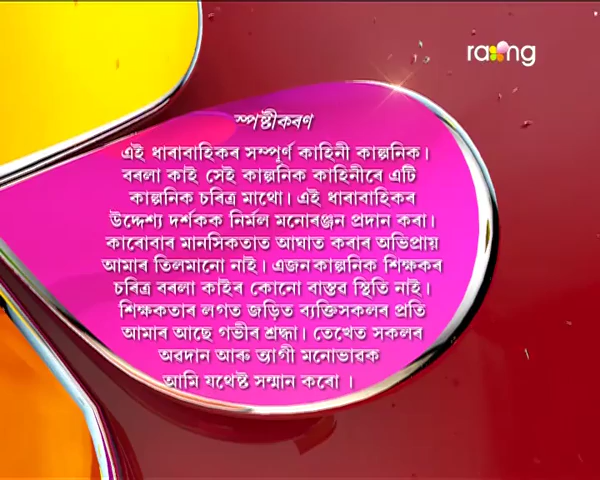 rang
স্পষ্টীকৰণ
এই ধাৰাবাহিকৰ সম্পূৰ্ণ কাহিনী কাল্পনিক।
বৰলা কাই সেই কাল্পনিক কাহিনীৰে এটি
কাল্পনিক চৰিত্ৰ মাথো। এই ধাৰাবাহিকৰ
উদ্দেশ্য দৰ্শকক নিৰ্মল মনোৰঞ্জন প্ৰদান কৰা।
কাৰোবাৰ মানসিকতাত আঘাত কৰাৰ অভিপ্ৰায়
আমাৰ তিলমানো নাই। এজন কাল্পনিক শিক্ষকৰ
চৰিত্ৰ বৰলা কাইৰ কোনো বাস্তৱ স্থিতি নাই।
শিক্ষকতাৰ লগত জড়িত ব্যক্তিসকলৰ প্ৰতি
আমাৰ আছে গভীৰ শ্ৰদ্ধা। তেখেত সকলৰ
অৱদান আৰু ত্যাগী মনোভাৱক
আমি যথেষ্ট সন্মান কৰো ।